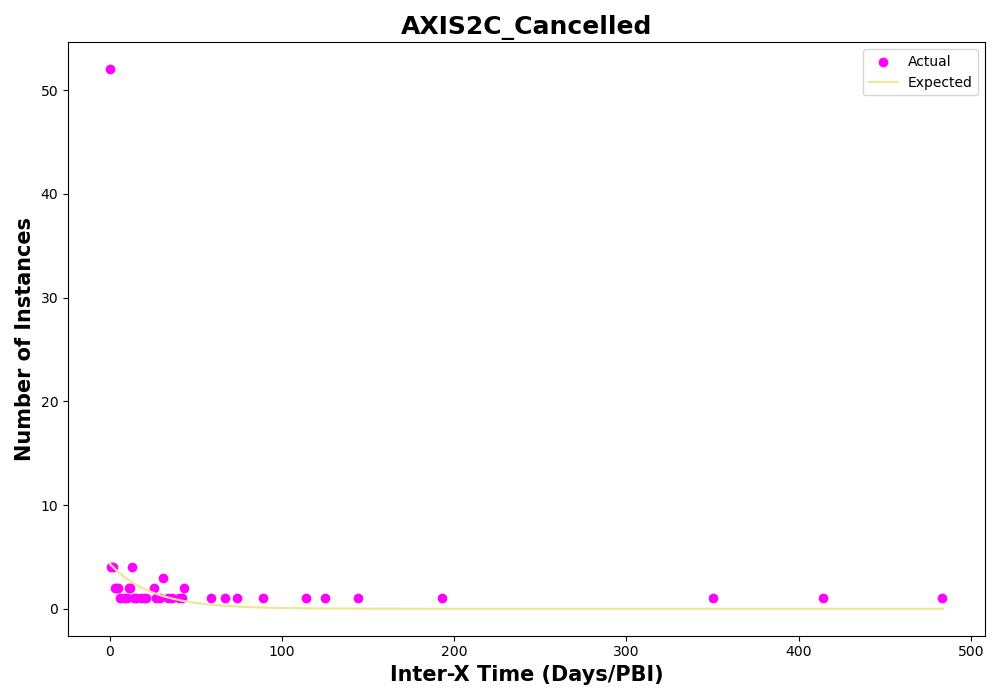 AXIS2C_Cancelled
Actual
Expected
Number of Instances
50
40
30
20
10
0
0 100 200 300 400 500
Inter-X Time (Days/PBI)